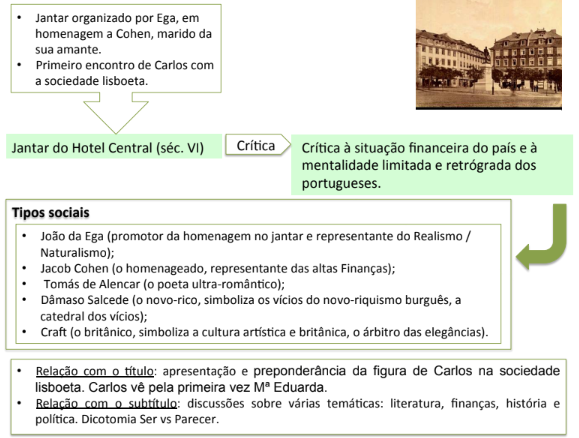 • Jantar organizado por Ega, em
homenagem a Cohen, marido da
sua amante.
• Primeiro encontro de Carlos com
a sociedade lisboeta.
Jantar do Hotel Central (séc. VI)
Crítica
Crítica à situação financeira do país e à
mentalidade limitada e retrógrada dos
portugueses.
Tipos sociais
• João da Ega (promotor da homenagem no jantar e representante do Realismo /
Naturalismo);
• Jacob Cohen (o homenageado, representante das altas Finanças);
• Tomás de Alencar (o poeta ultra-romântico);
• Dâmaso Salcede (o novo-rico, simboliza os vícios do novo-riquismo burguês, a
catedral dos vícios);
• Craft (o britânico, simboliza a cultura artística e britânica, o árbitro das elegâncias).
• Relação com o título: apresentação e preponderância da figura de Carlos na sociedade
lisboeta. Carlos vê pela primeira vez Mª Eduarda.
• Relação com o subtítulo: discussões sobre várias temáticas: literatura, finanças, história e
política. Dicotomia Ser vs Parecer.